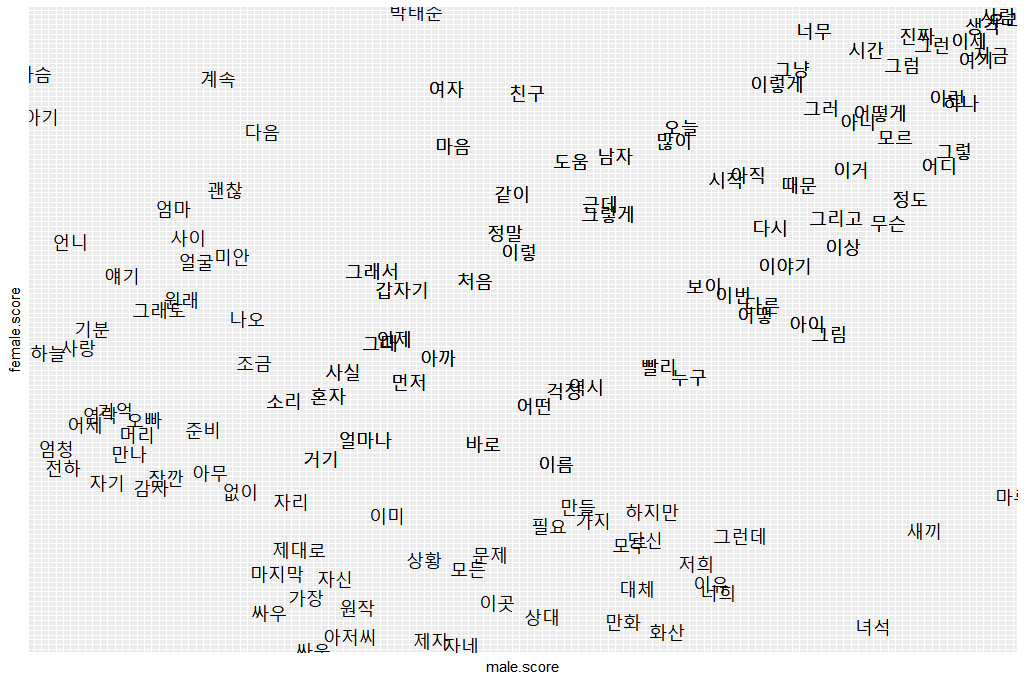 박태준
너무
진짜
생각
그런
이제
시간
지금
여기
그냥
그럼
계속
이렇게
여자
친구
이런
하나
그러
어떻게
아니
아기
다음
오늘
많이
모르
마음
그렇
도움
남자
어디
이거
시작
아직
때문
괜찮
같이
정도
엄마
근데
그렇게
그리고
무슨
다시
정말
언니
사이
이상
이렇
미안
얼굴
이야기
얘기
그래서
처음
갑자기
보이
이번
원래
다른
그래도
어떻
나오
아이
기분
그림
언제
하늘
사랑
아까
조금
빨리
사실
누구
먼저
역시
걱정
혼자
소리
어떤
기억
오빠
어제
머리
준비
얼마나
바로
엄청
만나
거기
이름
전하
아무
잠깐
자기
감사
없이
자리
마루
만들
이미
하지만
가지
필요
새끼
그런데
당신
모두
제대로
문제
상황
저희
모든
마지막
자신
이유
대체
너희
가장
이곳
원작
싸우
상대
만화
녀석
화산
아저씨
제자
자네
싸우
female.score
male.score